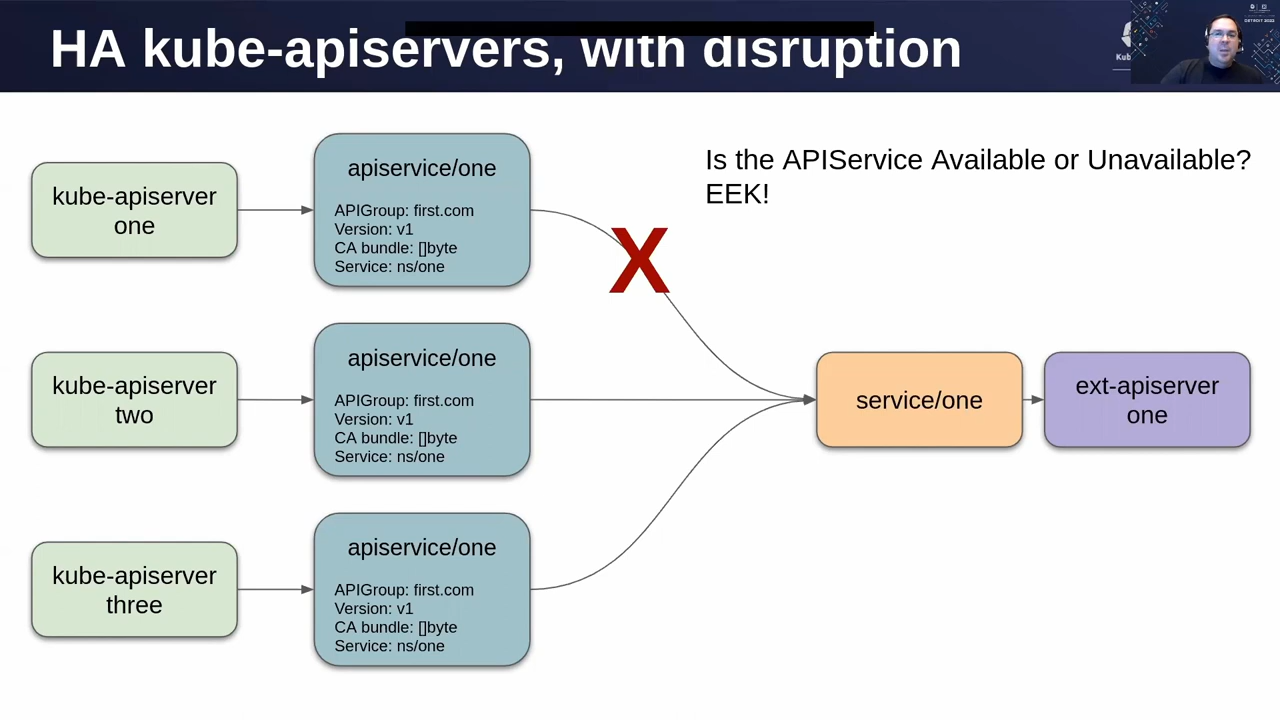 HA kube-apiservers, with disruption
Is the APIService Available or Unavailable?
EEK!
kube-apiserver
one
apiservice/one
APIGroup: first.com
Version: v1
CA bundle: []byte
Service: ns/one
kube-apiserver
two
apiservice/one
APIGroup: first.com
Version: v1
CA bundle: []byte
Service: ns/one
kube-apiserver
three
apiservice/one
APIGroup: first.com
Version: v1
CA bundle: []byte
Service: ns/one
X
service/one
ext-apiserver
one
Kub
DETROIT 2022